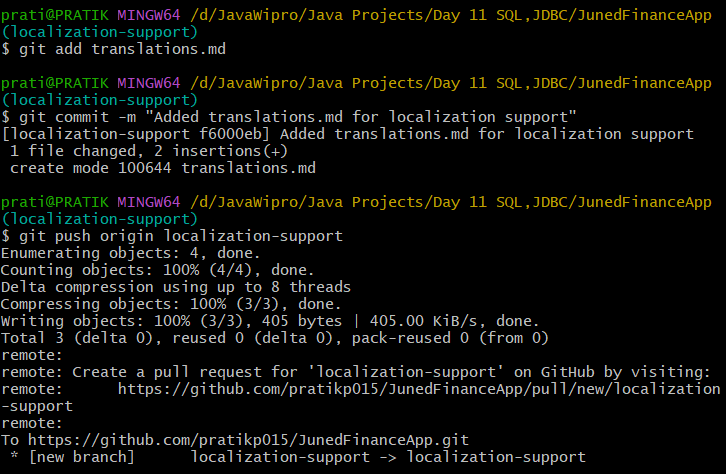 prati@PRATIK MINGW64 /d/JavaWipro/Java Projects/Day 11 SQL,JDBC/JunedFinanceApp
(localization-support)
$ git add translations.md
prati@PRATIK MINGW64 /d/JavaWipro/Java Projects/Day 11 SQL,JDBC/JunedFinanceApp
(localization-support)
$ git commit -m "Added translations.md for localization support"
[localization-support f6000eb] Added translations.md for localization support
 1 file changed, 2 insertions(+)
 create mode 100644 translations.md
prati@PRATIK MINGW64 /d/JavaWipro/Java Projects/Day 11 SQL,JDBC/JunedFinanceApp
(localization-support)
$ git push origin localization-support
Enumerating objects: 4, done.
Counting objects: 100% (4/4), done.
Delta compression using up to 8 threads
Compressing objects: 100% (3/3), done.
Writing objects: 100% (3/3), 405 bytes | 405.00 KiB/s, done.
Total 3 (delta 0), reused 0 (delta 0), pack-reused 0 (from 0)
remote:
remote: Create a pull request for 'localization-support' on GitHub by visiting:
remote:      https://github.com/pratikp015/JunedFinanceApp/pull/new/localization
-support
remote:
To https://github.com/pratikp015/JunedFinanceApp.git
 * [new branch]      localization-support -> localization-support